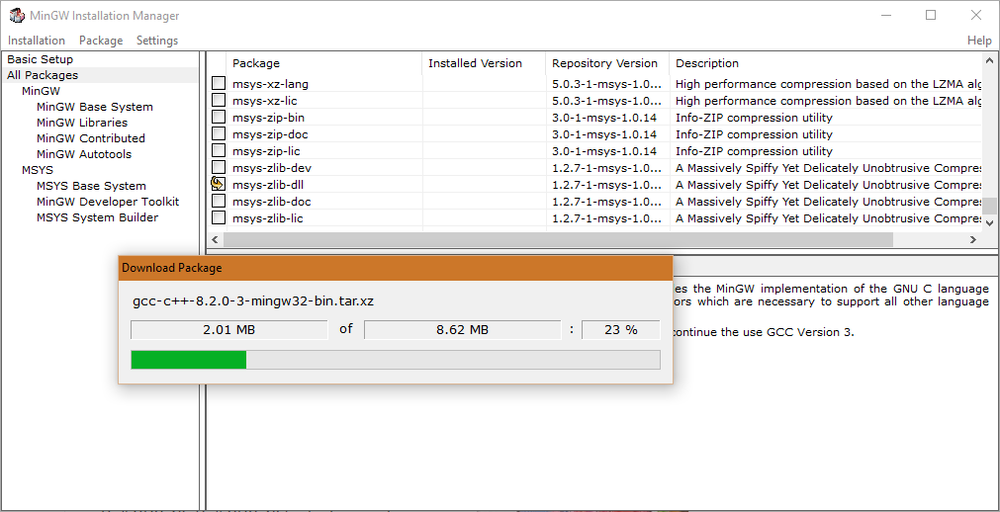 MinGW Installation Manager
Installation Package Settings Help
Basic Setup
All Packages
MinGW
MinGW Base System
MinGW Libraries
MinGW Contributed
MinGW Autotools
MSYS
MSYS Base System
MinGW Developer Toolkit
MSYS System Builder
Package Installed Version Repository Version Description
msys-xz-lang 5.0.3-1-msys-1.0... High performance compression based on the LZMA alg
msys-xz-lic 5.0.3-1-msys-1.0... High performance compression based on the LZMA alg
msys-zip-bin 3.0-1-msys-1.0.14 Info-ZIP compression utility
msys-zip-doc 3.0-1-msys-1.0.14 Info-ZIP compression utility
msys-zip-lic 3.0-1-msys-1.0.14 Info-ZIP compression utility
msys-zlib-dev 1.2.7-1-msys-1.0... A Massively Spiffy Yet Delicately Unobtrusive Compres
msys-zlib-dll 1.2.7-1-msys-1.0... A Massively Spiffy Yet Delicately Unobtrusive Compres
msys-zlib-doc 1.2.7-1-msys-1.0... A Massively Spiffy Yet Delicately Unobtrusive Compres
msys-zlib-lic 1.2.7-1-msys-1.0... A Massively Spiffy Yet Delicately Unobtrusive Compres
Download Package
gcc-c++-8.2.0-3-mingw32-bin.tar.xz
2.01 MB of 8.62 MB : 23 %
es the MinGW implementation of the GNU C language
ors which are necessary to support all other language
continue the use GCC Version 3.